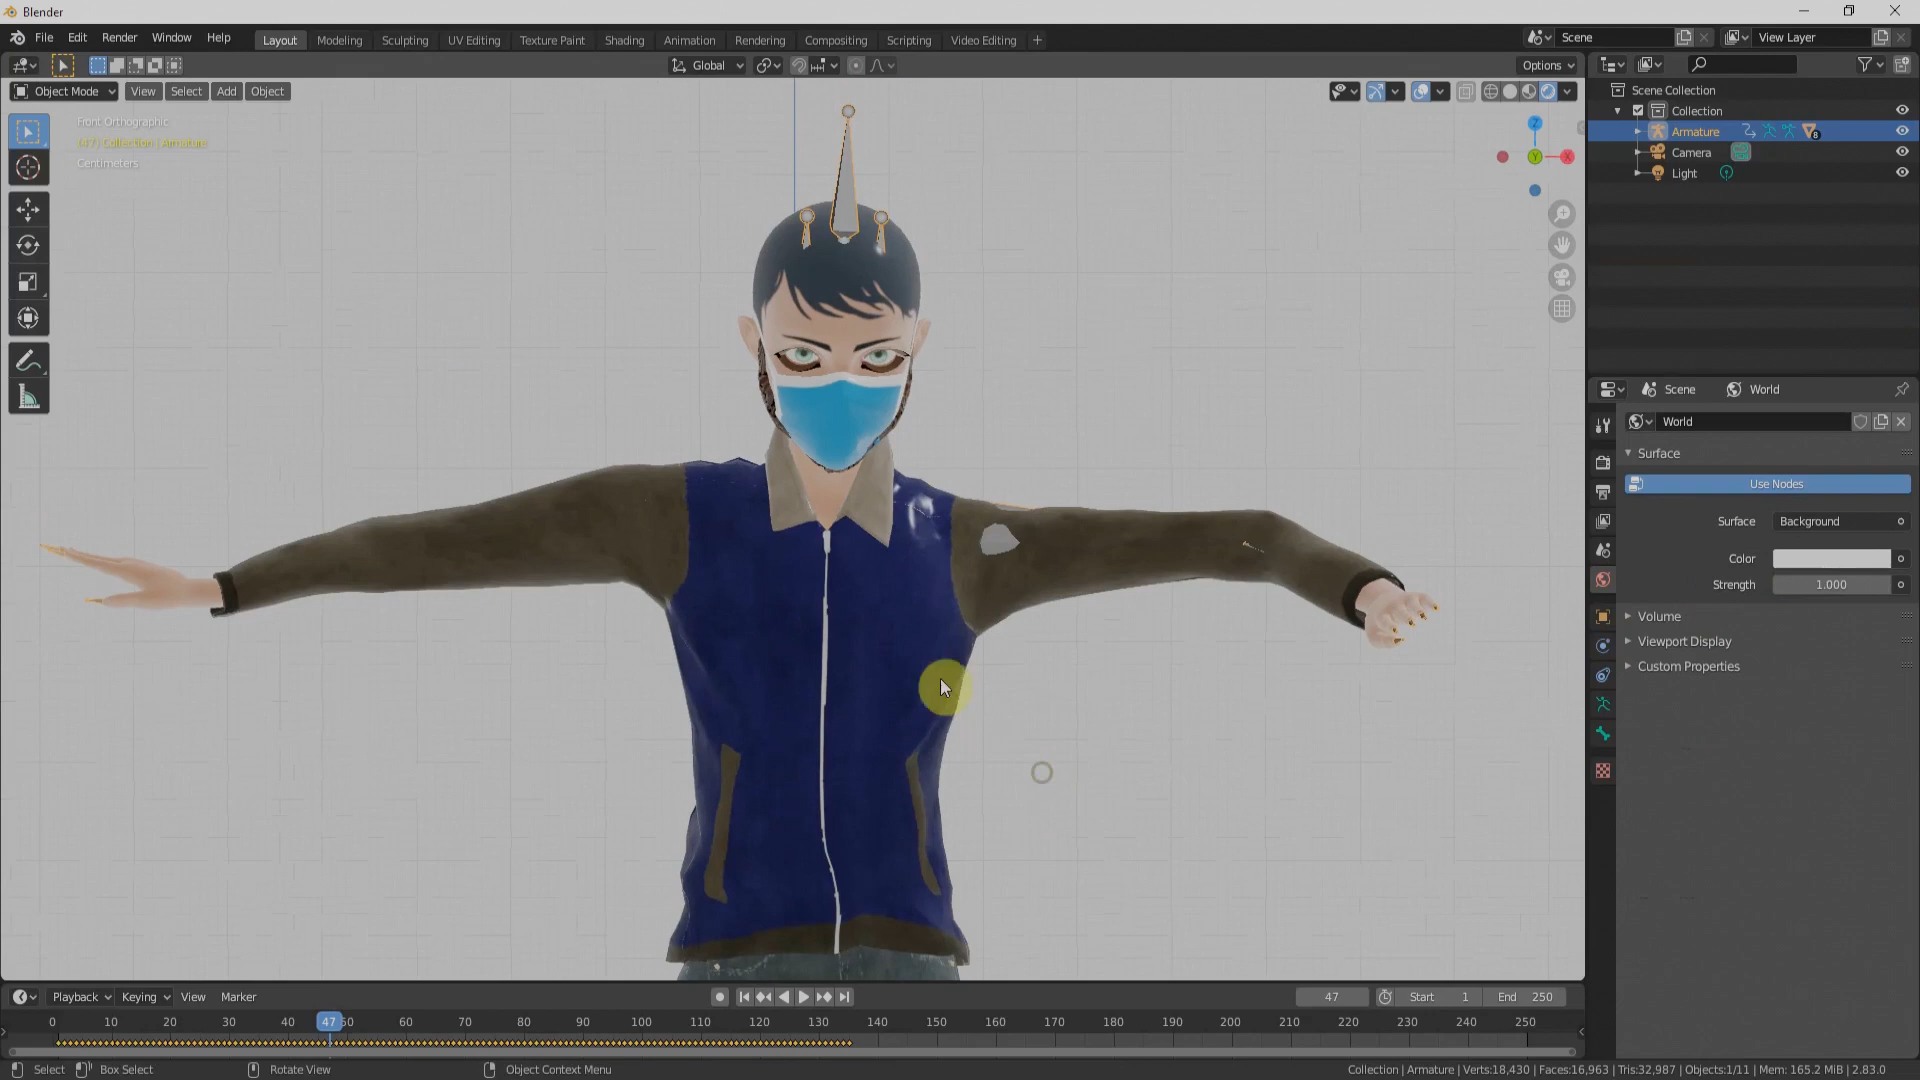 Blender
File Edit Render Window Help
Layout Modeling Sculpting UV Editing Texture Paint Shading Animation Rendering Compositing Scripting Video Editing +
Scene View Layer
Global Options
Object Mode View Select Add Object
Front Orthographic
(47) Collection | Armature
Centimeters
Z
Y
X
Scene Collection
Collection
Armature 8
Camera
Light
Scene World
World
Surface
Use Nodes
Surface Background
Color
Strength 1.000
Volume
Viewport Display
Custom Properties
Playback Keying View Marker 47 Start 1 End 250
0 10 20 30 40 47 50 60 70 80 90 100 110 120 130 140 150 160 170 180 190 200 210 220 230 240 250
Select Box Select Rotate View Object Context Menu Collection | Armature | Verts:18,430 | Faces:16,963 | Tris:32,987 | Objects:1/11 | Mem: 165.2 MiB | 2.83.0